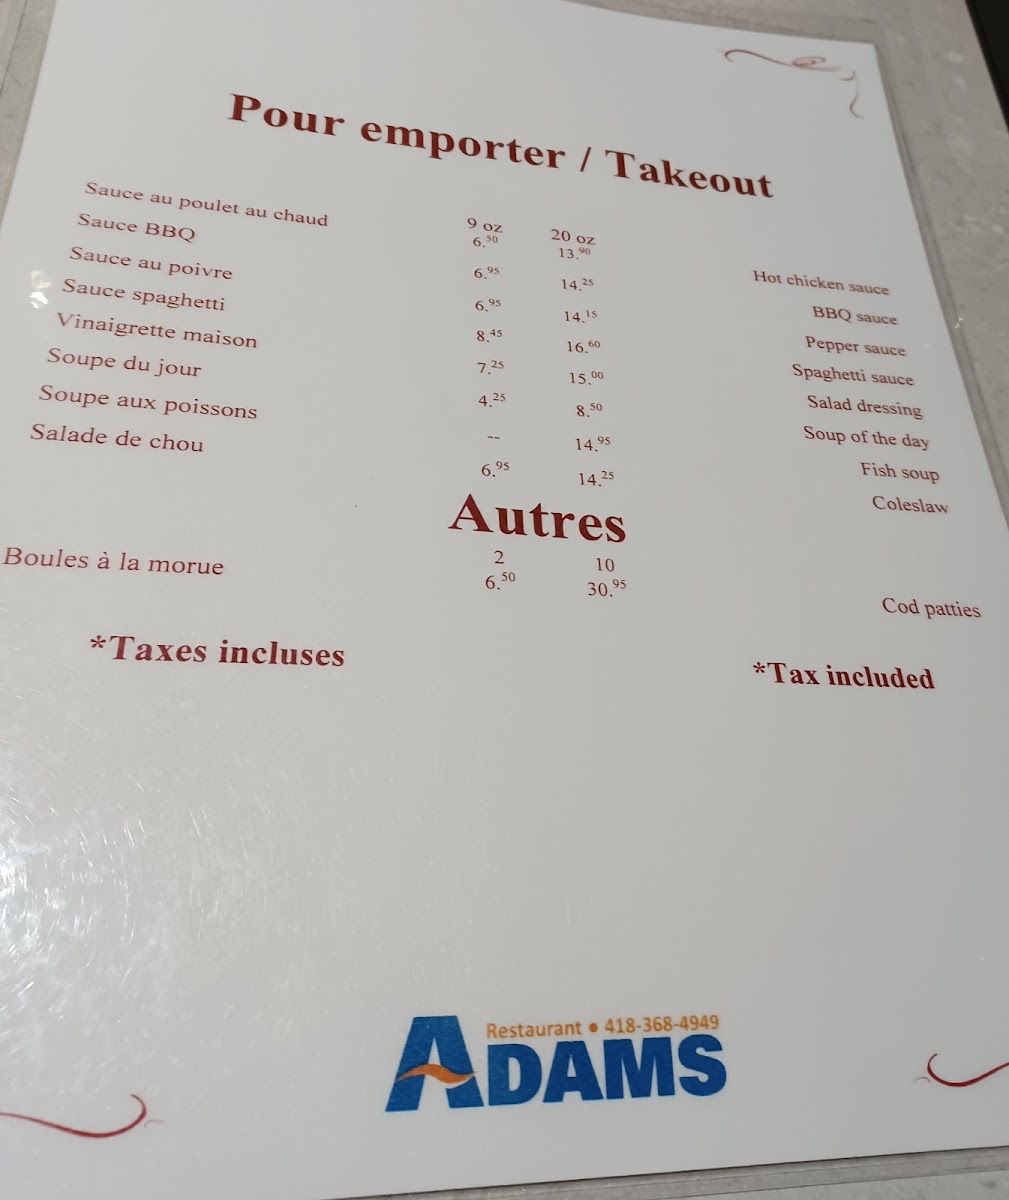 Pour emporter / Takeout
9 oz 20 oz
Sauce au poulet au chaud 6.50 13.90 Hot chicken sauce
Sauce BBQ 6.95 14.25 BBQ sauce
Sauce au poivre 6.95 14.15 Pepper sauce
Sauce spaghetti 8.45 16.60 Spaghetti sauce
Vinaigrette maison 7.25 15.00 Salad dressing
Soupe du jour 4.25 8.50 Soup of the day
Soupe aux poissons -- 14.95 Fish soup
Salade de chou 6.95 14.25 Coleslaw
Autres
2 10
Boules à la morue 6.50 30.95 Cod patties
*Taxes incluses *Tax included
Restaurant • 418-368-4949
ADAMS